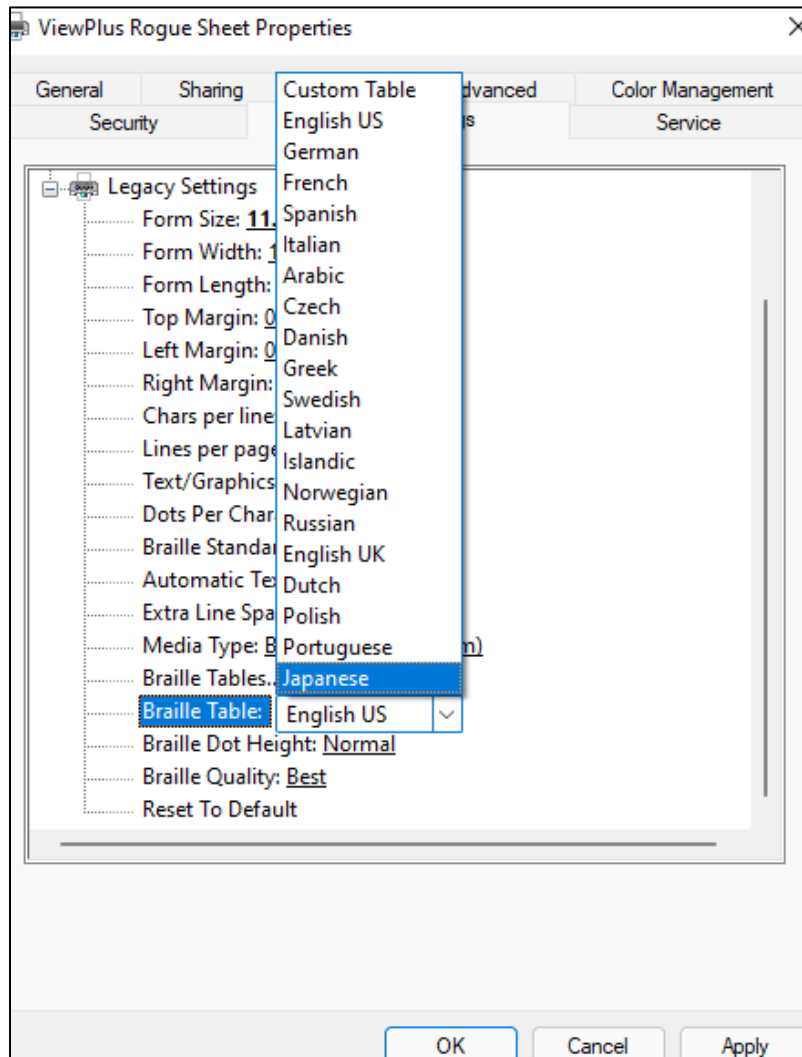 ViewPlus Rogue Sheet Properties
General Sharing dvanced Color Management
Security Service
Custom Table
English US
German
French
Spanish
Italian
Arabic
Czech
Danish
Greek
Swedish
Latvian
Islandic
Norwegian
Russian
English UK
Dutch
Polish
Portuguese
Japanese
Legacy Settings
Form Size: 11.
Form Width: 1
Form Length:
Top Margin: 0
Left Margin: 0
Right Margin:
Chars per line
Lines per page
Text/Graphics
Dots Per Char
Braille Standa
Automatic Te
Extra Line Spa
Media Type: B m)
Braille Tables..
Braille Table: English US
Braille Dot Height: Normal
Braille Quality: Best
Reset To Default
OK Cancel Apply